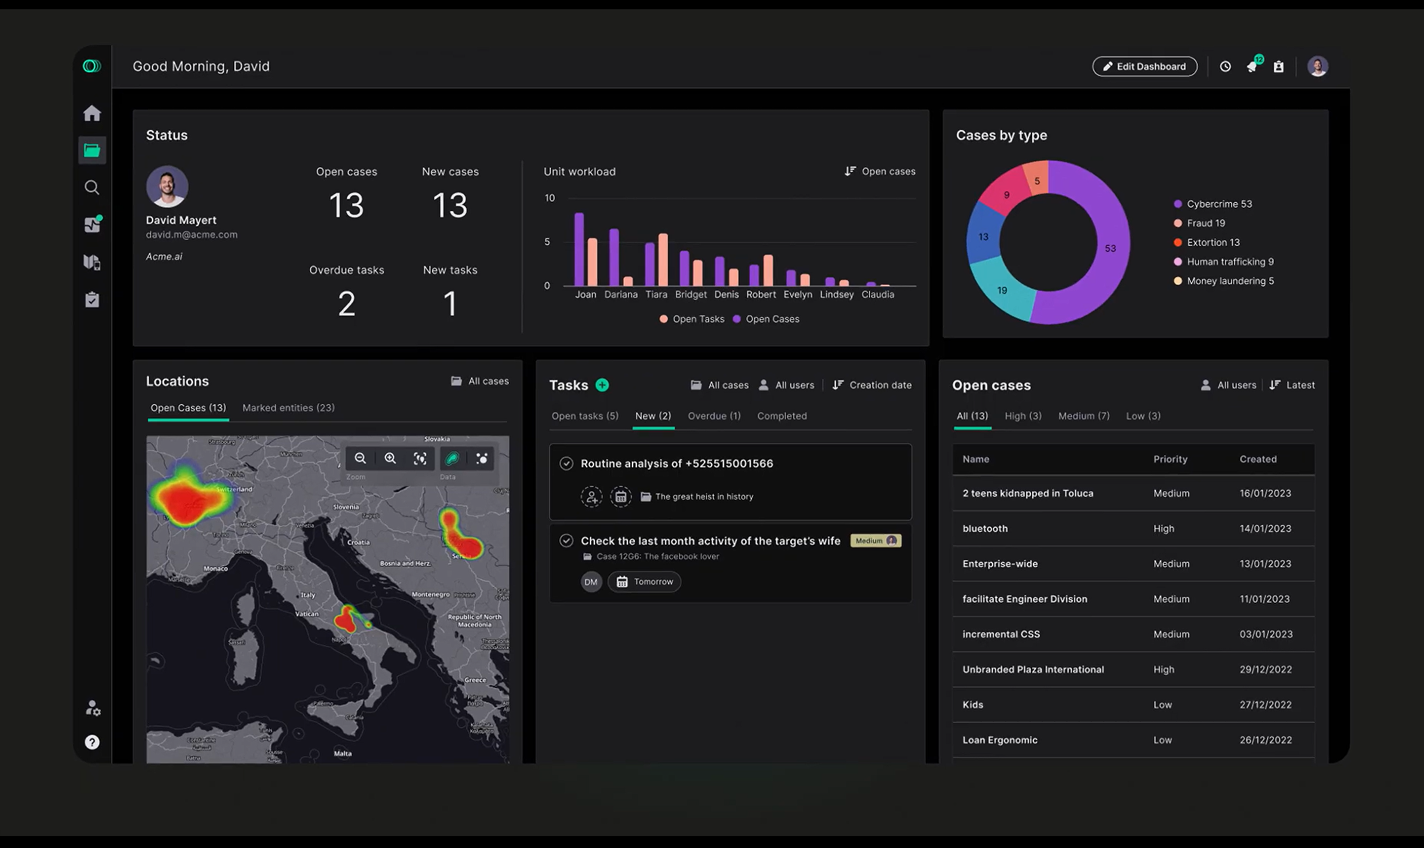 Good Morning, David
Edit Dashboard
12
Status
David Mayert
david.m@acme.com
Acme.ai
Open cases
13
New cases
13
Overdue tasks
2
New tasks
1
Unit workload
Open cases
10
5
0
Joan Dariana Tiara Bridget Denis Robert Evelyn Lindsey Claudia
Open Tasks Open Cases
Cases by type
5
9
13
19
53
Cybercrime 53
Fraud 19
Extortion 13
Human trafficking 9
Money laundering 5
Locations
All cases
Open Cases (13) Marked entities (23)
Zoom Data
Slovakia
Switzerland
Slovenia
Croatia
Bosnia and Herz.
Monaco
Italy
Vatican
Montenegro
Republic of North
Macedonia
Greece
Malta
Tasks
All cases All users Creation date
Open tasks (5) New (2) Overdue (1) Completed
Routine analysis of +525515001566
The great heist in history
Check the last month activity of the target's wife Medium
Case 12G6: The facebook lover
DM Tomorrow
Open cases
All users Latest
All (13) High (3) Medium (7) Low (3)
Name Priority Created
2 teens kidnapped in Toluca Medium 16/01/2023
bluetooth High 14/01/2023
Enterprise-wide Medium 13/01/2023
facilitate Engineer Division Medium 11/01/2023
incremental CSS Medium 03/01/2023
Unbranded Plaza International High 29/12/2022
Kids Low 27/12/2022
Loan Ergonomic Low 26/12/2022